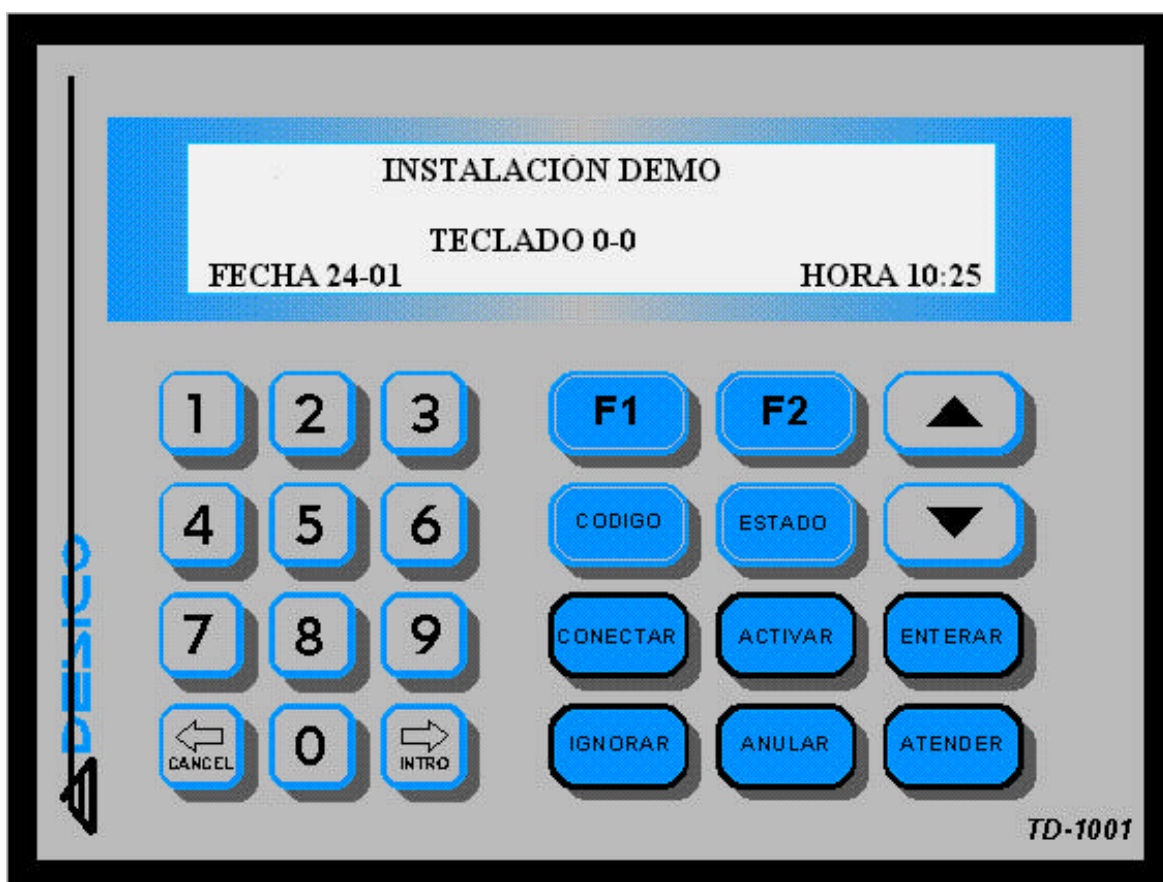 INSTALACIÓN DEMO
TECLADO 0-0
FECHA 24-01 HORA 10:25
1 2 3 F1 F2
4 5 6 CODIGO ESTADO
7 8 9 CONECTAR ACTIVAR ENTERAR
CANCEL 0 INTRO IGNORAR ANULAR ATENDER
DESICO
TD-1001